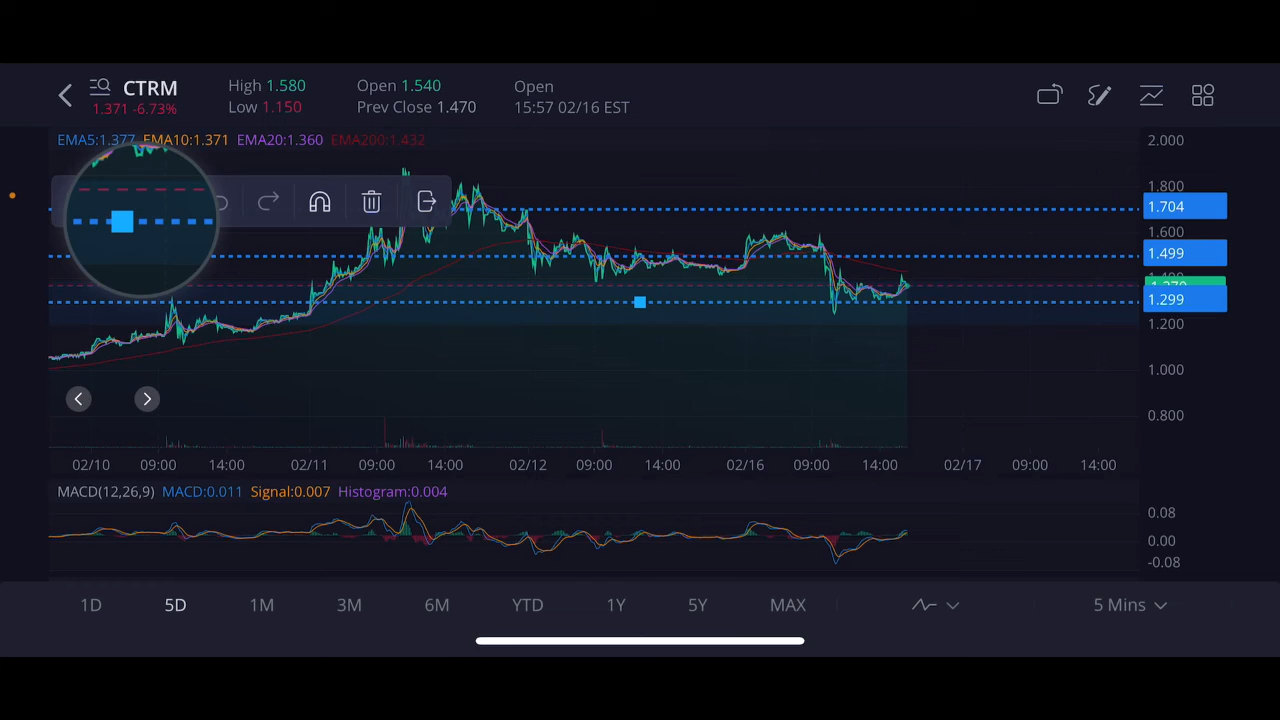 CTRM
1.371 -6.73%
High 1.580
Low 1.150
Open 1.540
Prev Close 1.470
Open
15:57 02/16 EST
EMA5:1.377 EMA10:1.371 EMA20:1.360 EMA200:1.432
2.000
1.800
1.704
1.600
1.499
1.299
1.200
1.000
0.800
02/10 09:00 14:00 02/11 09:00 14:00 02/12 09:00 14:00 02/16 09:00 14:00 02/17 09:00 14:00
MACD(12,26,9) MACD:0.011 Signal:0.007 Histogram:0.004
0.08
0.00
-0.08
1D 5D 1M 3M 6M YTD 1Y 5Y MAX 5 Mins